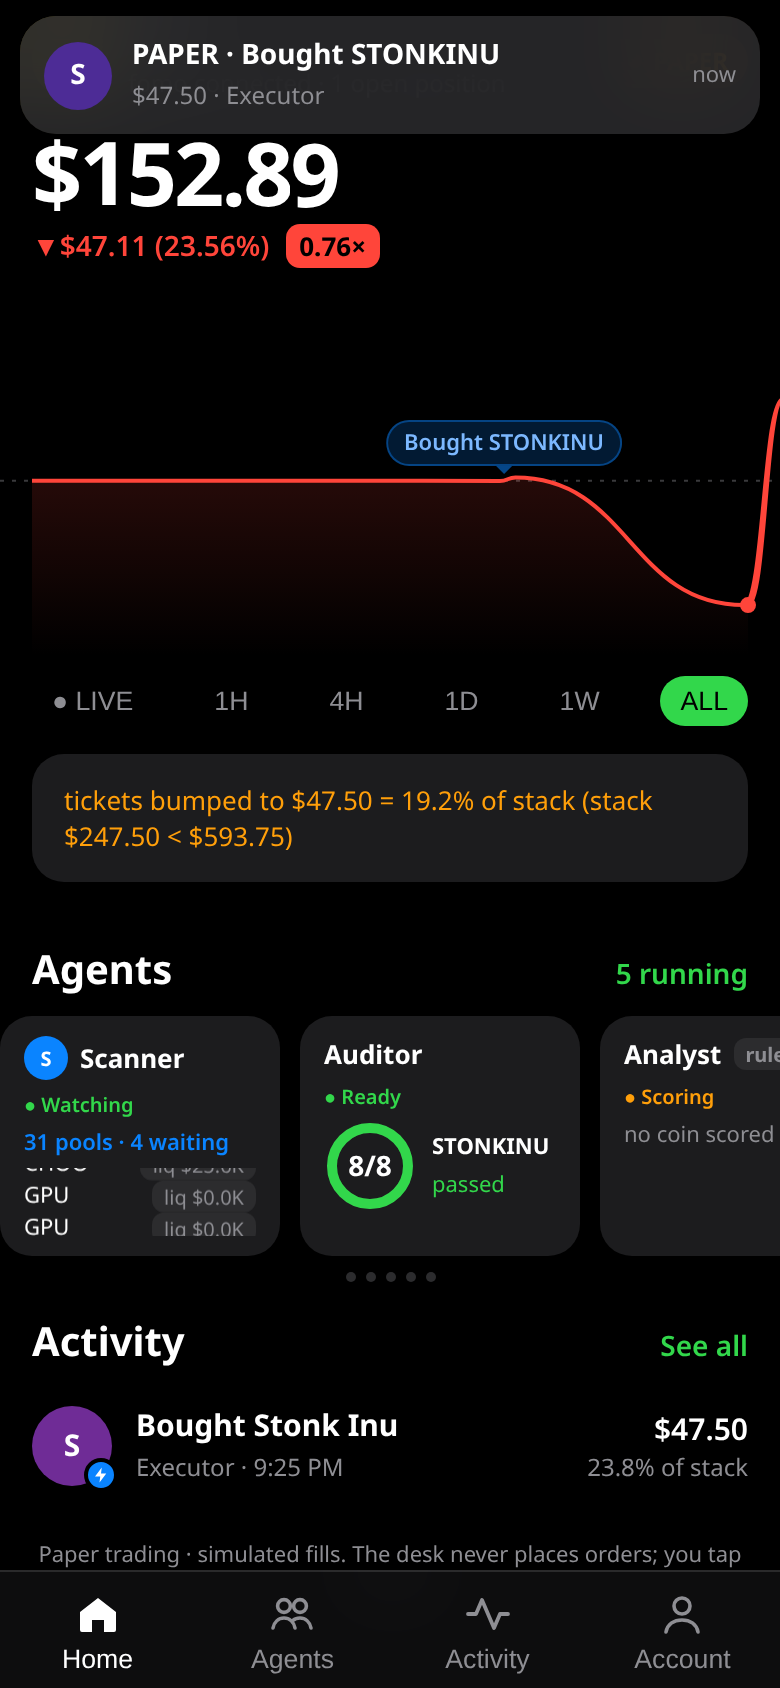 S
PAPER · Bought STONKINU
$47.50 · Executor
now
$152.89
▼$47.11 (23.56%)
0.76×
Bought STONKINU
● LIVE
1H
4H
1D
1W
ALL
tickets bumped to $47.50 = 19.2% of stack (stack
$247.50 < $593.75)
Agents
5 running
S
Scanner
● Watching
31 pools · 4 waiting
GPU
liq $0.0K
GPU
liq $0.0K
Auditor
● Ready
8/8
STONKINU
passed
Analyst
rule
● Scoring
no coin scored
Activity
See all
S
Bought Stonk Inu
$47.50
Executor · 9:25 PM
23.8% of stack
Paper trading · simulated fills. The desk never places orders; you tap
Home
Agents
Activity
Account